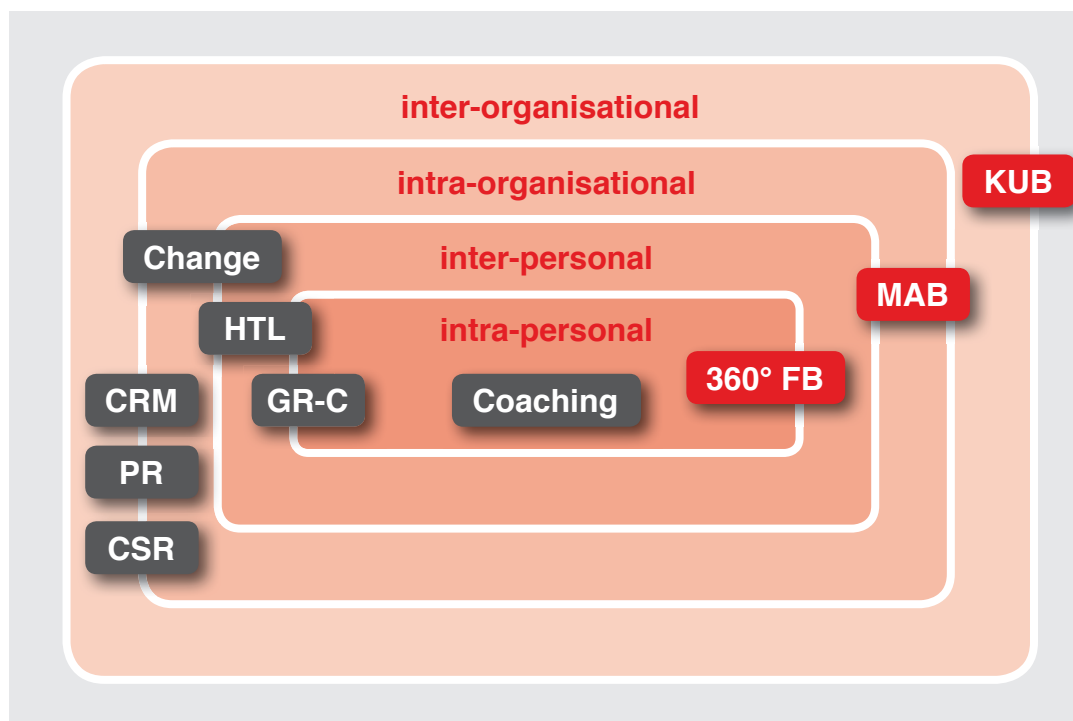 inter-organisational
intra-organisational
KUB
Change
inter-personal
MAB
HTL
intra-personal
360° FB
CRM
GR-C
Coaching
PR
CSR